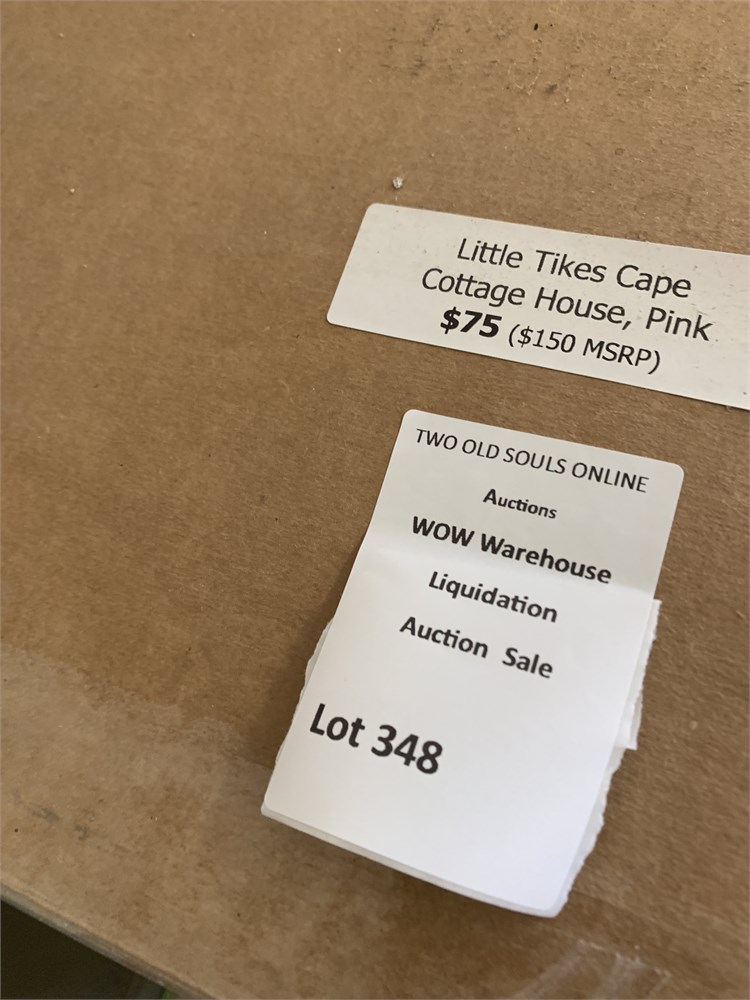 Little Tikes Cape
Cottage House, Pink
$75 ($150 MSRP)
TWO OLD SOULS ONLINE
Auctions
WOW Warehouse
Liquidation
Auction Sale
Lot 348